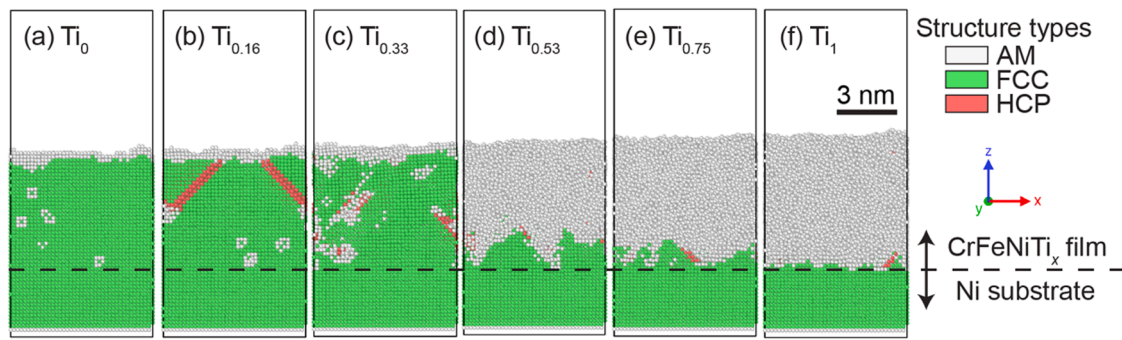 (a) Ti₀
(b) Ti₀.₁₆
(c) Ti₀.₃₃
(d) Ti₀.₅₃
(e) Ti₀.₇₅
(f) Ti₁
Structure types
AM
FCC
HCP
3 nm
z
y
x
CrFeNiTiₓ film
Ni substrate